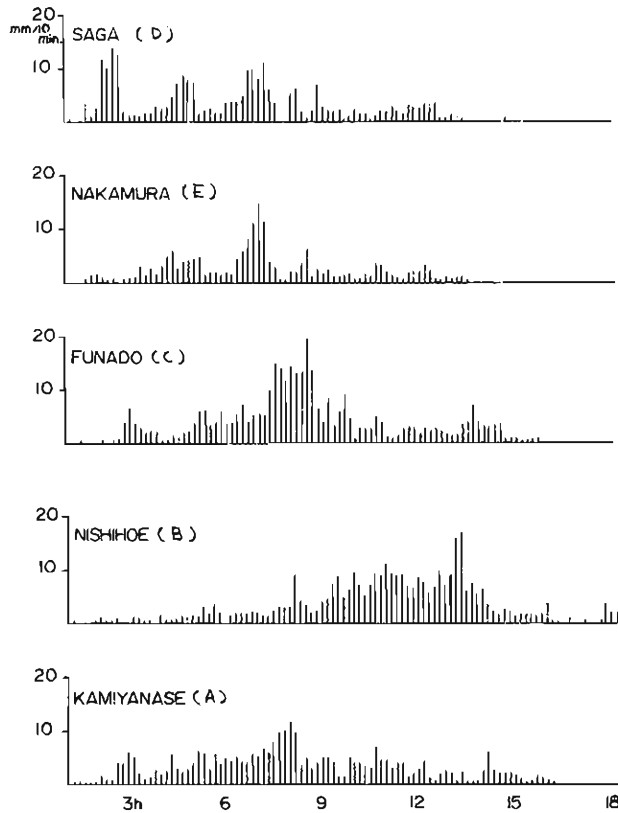 20
mm/10 min.
SAGA (D)
10
20
NAKAMURA (E)
10
20
FUNADO (C)
10
20
NISHIHOE (B)
10
20
KAMIYANASE (A)
10
3h 6 9 12 15 18